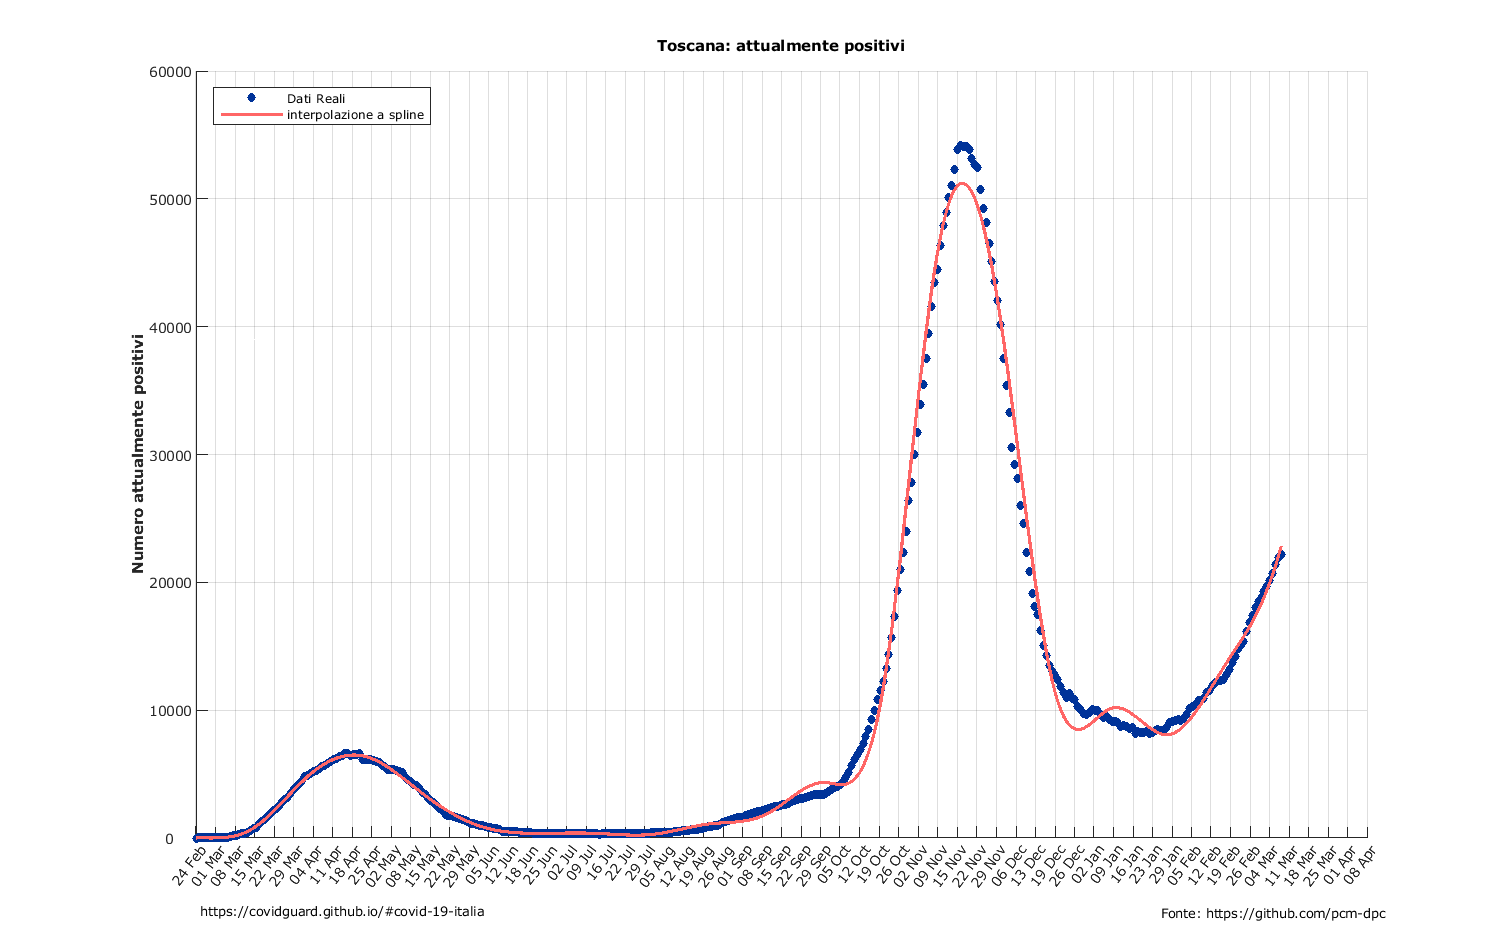 Toscana: attualmente positivi
60000
50000
40000
30000
20000
10000
0
Numero attualmente positivi
Dati Reali
interpolazione a spline
24 Feb
01 Mar
08 Mar
15 Mar
22 Mar
29 Mar
04 Apr
11 Apr
18 Apr
25 Apr
02 May
08 May
15 May
22 May
29 May
05 Jun
12 Jun
18 Jun
25 Jun
02 Jul
09 Jul
16 Jul
22 Jul
29 Jul
05 Aug
12 Aug
19 Aug
26 Aug
01 Sep
08 Sep
15 Sep
22 Sep
29 Sep
05 Oct
12 Oct
19 Oct
26 Oct
02 Nov
09 Nov
15 Nov
22 Nov
29 Nov
06 Dec
13 Dec
19 Dec
26 Dec
02 Jan
09 Jan
16 Jan
23 Jan
29 Jan
05 Feb
12 Feb
19 Feb
26 Feb
04 Mar
11 Mar
18 Mar
25 Mar
01 Apr
08 Apr
https://covidguard.github.io/#covid-19-italia
Fonte: https://github.com/pcm-dpc